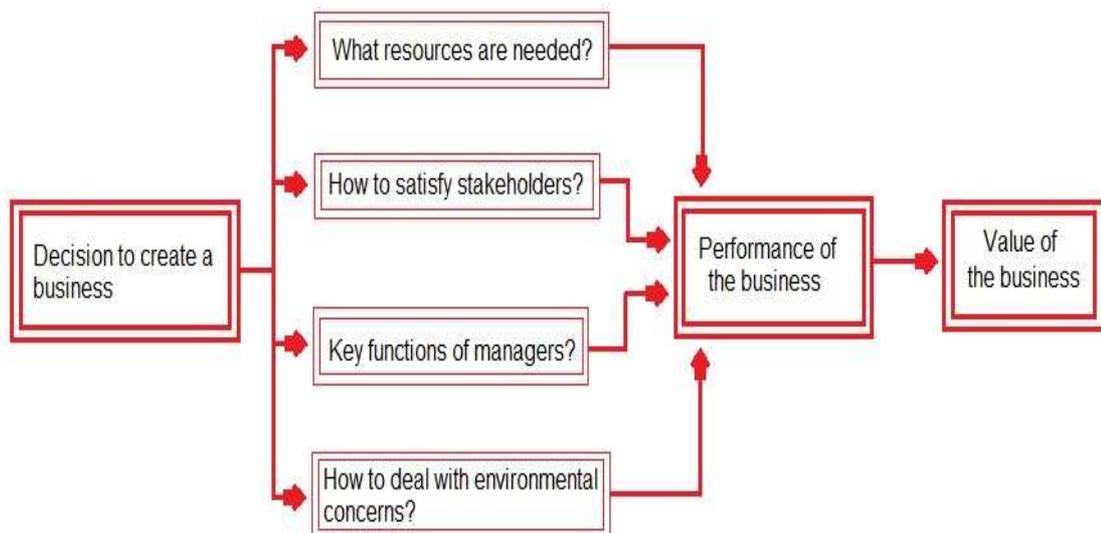 What resources are needed?
How to satisfy stakeholders?
Decision to create a
business
Key functions of managers?
How to deal with environmental
concerns?
Performance of
the business
Value of
the business